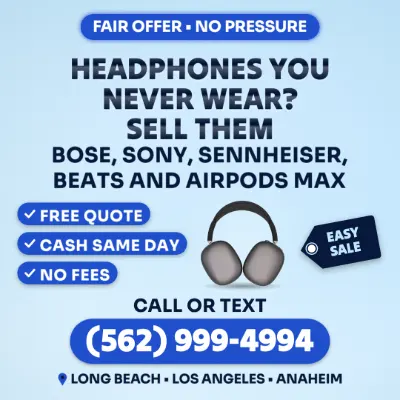 FAIR OFFER • NO PRESSURE
HEADPHONES YOU
NEVER WEAR?
SELL THEM
BOSE, SONY, SENNHEISER,
BEATS AND AIRPODS MAX
FREE QUOTE
CASH SAME DAY
NO FEES
EASY
SALE
CALL OR TEXT
(562) 999-4994
LONG BEACH • LOS ANGELES • ANAHEIM